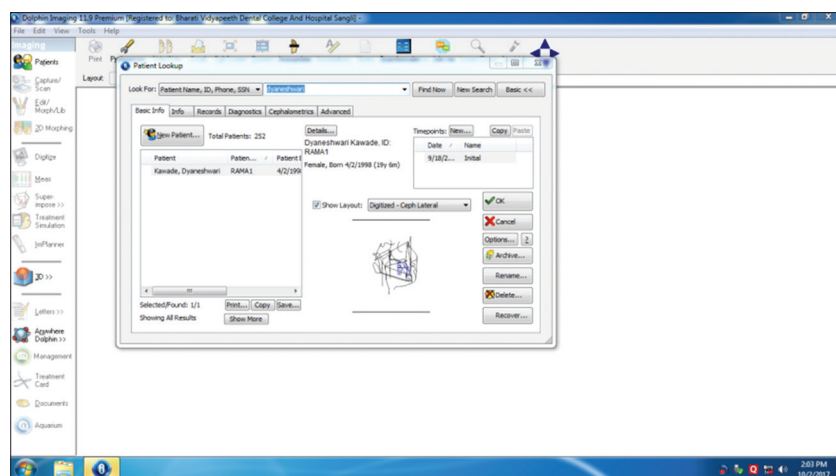 Dolphin Imaging 11.9 Premium [Registered to: Bharati Vidyapeeth Dental College And Hospital Sangli] -
File Edit View Tools Help
Imaging
Patients
Print
Layout:
Capture/
Scan
Edit/
Morph/Lib
2D Morphing
Digitize
Meas
Super-
impose >>
Treatment
Simulation
ImPlanner
3D >>
Letters >>
Anywhere
Dolphin >>
Management
Treatment
Card
Documents
Aquarium
Patient Lookup
Look For: Patient Name, ID, Phone, SSN dyaneshwari Find Now New Search Basic <<
Basic Info Info Records Diagnostics Cephalometrics Advanced
New Patient... Total Patients: 252
Patient Paten... / Patient I
Kawade, Dyaneshwari RAMA1 4/2/199
Selected/Found: 1/1 Print... Copy Save...
Showing All Results Show More
Details...
Dyaneshwari Kawade, ID:
RAMA1
Female, Born 4/2/1998 (19y 6m)
Timepoints: New... Copy Paste
Date / Name
9/18/2... Initial
Show Layout: Digitized - Ceph Lateral
OK
Cancel
Options... ?
Archive...
Rename...
Delete...
Recover...
2:03 PM
10/2/2017